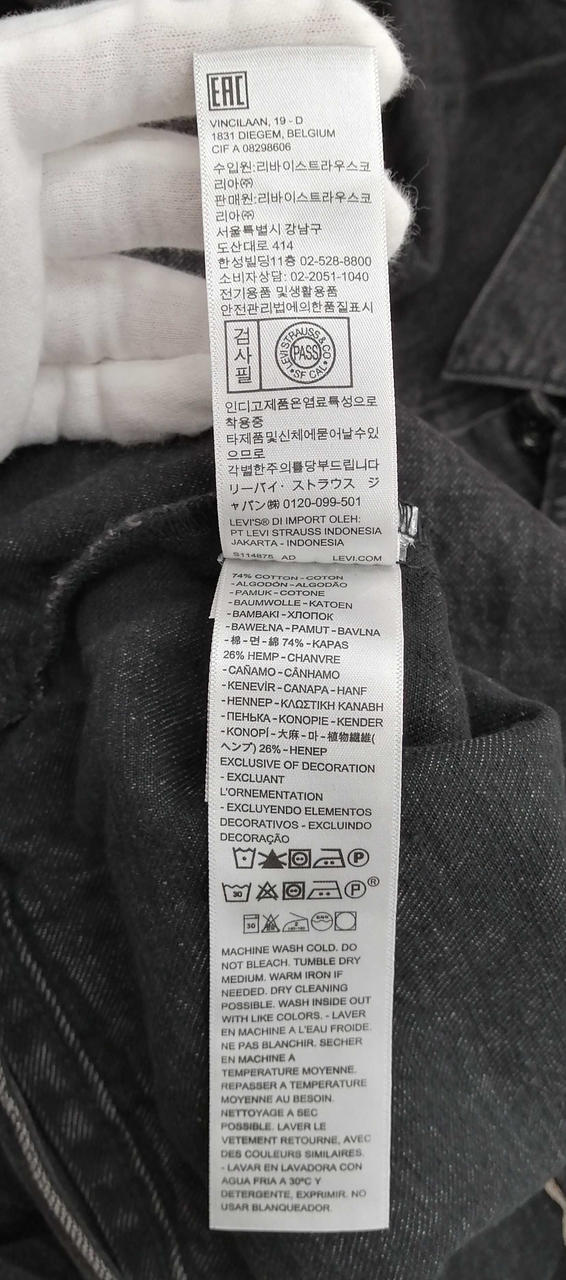 EAC
VINCILAAN, 19 - D
1831 DIEGEM, BELGIUM
CIF A 08298606
수입원:리바이스트라우스코
리아㈜
판매원:리바이스트라우스코
리아㈜
서울특별시 강남구
도산대로 414
한성빌딩11층 02-528-8800
소비자상담: 02-2051-1040
전기용품 및생활용품
안전관리법에의한품질표시
검
사
필
LEVI STRAUSS & CO
PASS
SF CAL
인디고제품은염료특성으로
착용중
타제품및신체에묻어날수있
으므로
각별한주의를당부드립니다
リーバイ・ストラウス ジ
ャパン㈱ 0120-099-501
LEVI'S® DI IMPORT OLEH:
PT LEVI STRAUSS INDONESIA
JAKARTA - INDONESIA
S114875 AD LEVI.COM
74% COTTON - COTON
- ALGODÓN - ALGODÃO
- PAMUK - COTONE
- BAUMWOLLE - KATOEN
- BAMBAKI - ХЛОПОК
- BAWEŁNA - PAMUT - BAVLNA
- 棉 - 면 - 綿 74% - KAPAS
26% HEMP - CHANVRE
- CAÑAMO - CÂNHAMO
- KENEVİR - CANAPA - HANF
- HENNEP - ΚΛΩΣΤΙΚΗ ΚΑΝΑΒΗ
- ПЕНЬКА - KONOPIE - KENDER
- KONOPÍ - 大麻 - 마 - 植物繊維(
ヘンプ) 26% - HENEP
EXCLUSIVE OF DECORATION
- EXCLUANT
L'ORNEMENTATION
- EXCLUYENDO ELEMENTOS
DECORATIVOS - EXCLUINDO
DECORAÇÃO
P
30 P ®
30
MACHINE WASH COLD. DO
NOT BLEACH. TUMBLE DRY
MEDIUM. WARM IRON IF
NEEDED. DRY CLEANING
POSSIBLE. WASH INSIDE OUT
WITH LIKE COLORS. - LAVER
EN MACHINE A L'EAU FROIDE.
NE PAS BLANCHIR. SECHER
EN MACHINE A
TEMPERATURE MOYENNE.
REPASSER A TEMPERATURE
MOYENNE AU BESOIN.
NETTOYAGE A SEC
POSSIBLE. LAVER LE
VETEMENT RETOURNE, AVEC
DES COULEURS SIMILAIRES.
- LAVAR EN LAVADORA CON
AGUA FRIA A 30ºC Y
DETERGENTE, EXPRIMIR. NO
USAR BLANQUEADOR.